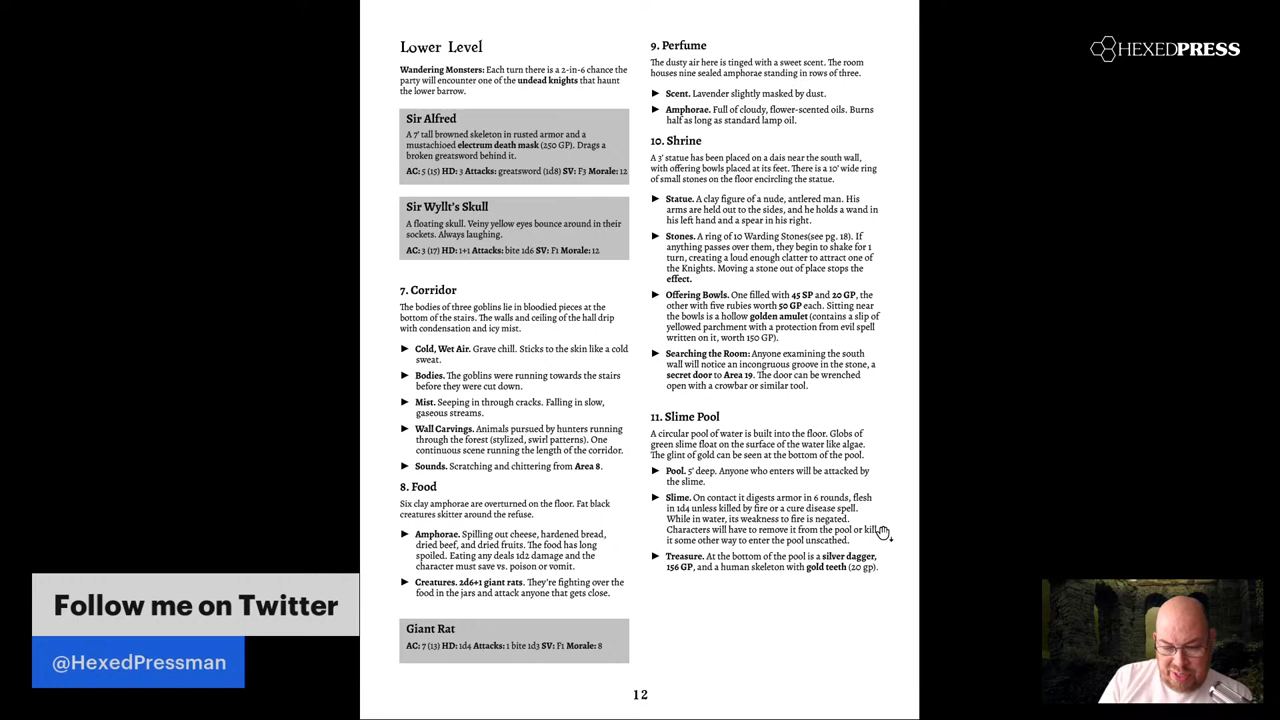 Lower Level
Wandering Monsters: Each turn there is a 2-in-6 chance the
party will encounter one of the undead knights that haunt
the lower barrow.
Sir Alfred
A 7' tall browned skeleton in rusted armor and a
mustachioed electrum death mask (250 GP). Drags a
broken greatsword behind it.
AC: 5 (15) HD: 3 Attacks: greatsword (1d8) SV: F3 Morale: 12
Sir Wyllt's Skull
A floating skull. Veiny yellow eyes bounce around in their
sockets. Always laughing.
AC: 3 (17) HD: 1+1 Attacks: bite 1d6 SV: F1 Morale: 12
7. Corridor
The bodies of three goblins lie in bloodied pieces at the
bottom of the stairs. The walls and ceiling of the hall drip
with condensation and icy mist.
► Cold, Wet Air. Grave chill. Sticks to the skin like a cold
sweat.
► Bodies. The goblins were running towards the stairs
before they were cut down.
► Mist. Seeping in through cracks. Falling in slow,
gaseous streams.
► Wall Carvings. Animals pursued by hunters running
through the forest (stylized, swirl patterns). One
continuous scene running the length of the corridor.
► Sounds. Scratching and chittering from Area 8.
8. Food
Six clay amphorae are overturned on the floor. Fat black
creatures skitter around the refuse.
► Amphorae. Spilling out cheese, hardened bread,
dried beef, and dried fruits. The food has long
spoiled. Eating any deals 1d2 damage and the
character must save vs. poison or vomit.
► Creatures. 2d6+1 giant rats. They're fighting over the
food in the jars and attack anyone that gets close.
Giant Rat
AC: 7 (13) HD: 1d4 Attacks: 1 bite 1d3 SV: F1 Morale: 8
9. Perfume
The dusty air here is tinged with a sweet scent. The room
houses nine sealed amphorae standing in rows of three.
► Scent. Lavender slightly masked by dust.
► Amphorae. Full of cloudy, flower-scented oils. Burns
half as long as standard lamp oil.
10. Shrine
A 3' statue has been placed on a dais near the south wall,
with offering bowls placed at its feet. There is a 10' wide ring
of small stones on the floor encircling the statue.
► Statue. A clay figure of a nude, antlered man. His
arms are held out to the sides, and he holds a wand in
his left hand and a spear in his right.
► Stones. A ring of 10 Warding Stones(see pg. 18). If
anything passes over them, they begin to shake for 1
turn, creating a loud enough clatter to attract one of
the Knights. Moving a stone out of place stops the
effect.
► Offering Bowls. One filled with 45 SP and 20 GP, the
other with five rubies worth 50 GP each. Sitting near
the bowls is a hollow golden amulet (contains a slip of
yellowed parchment with a protection from evil spell
written on it, worth 150 GP).
► Searching the Room: Anyone examining the south
wall will notice an incongruous groove in the stone, a
secret door to Area 19. The door can be wrenched
open with a crowbar or similar tool.
11. Slime Pool
A circular pool of water is built into the floor. Globs of
green slime float on the surface of the water like algae.
The glint of gold can be seen at the bottom of the pool.
► Pool. 5' deep. Anyone who enters will be attacked by
the slime.
► Slime. On contact it digests armor in 6 rounds, flesh
in 1d4 unless killed by fire or a cure disease spell.
While in water, its weakness to fire is negated.
Characters will have to remove it from the pool or kill
it some other way to enter the pool unscathed.
► Treasure. At the bottom of the pool is a silver dagger,
156 GP, and a human skeleton with gold teeth (20 gp).
12
HEXEDPRESS
Follow me on Twitter
@HexedPressman